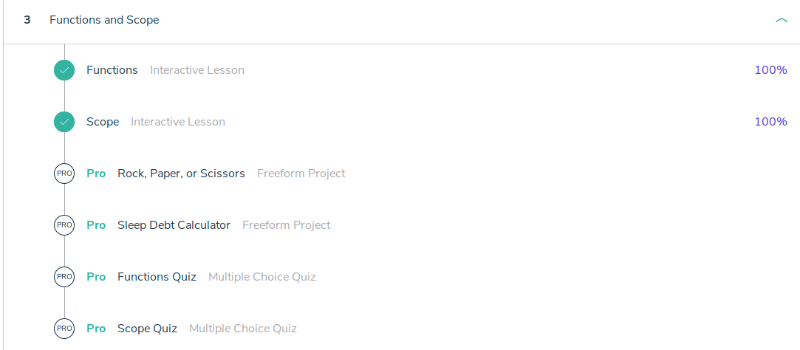 3 Functions and Scope
Functions Interactive Lesson 100%
Scope Interactive Lesson 100%
PRO Pro Rock, Paper, or Scissors Freeform Project
PRO Pro Sleep Debt Calculator Freeform Project
PRO Pro Functions Quiz Multiple Choice Quiz
PRO Pro Scope Quiz Multiple Choice Quiz